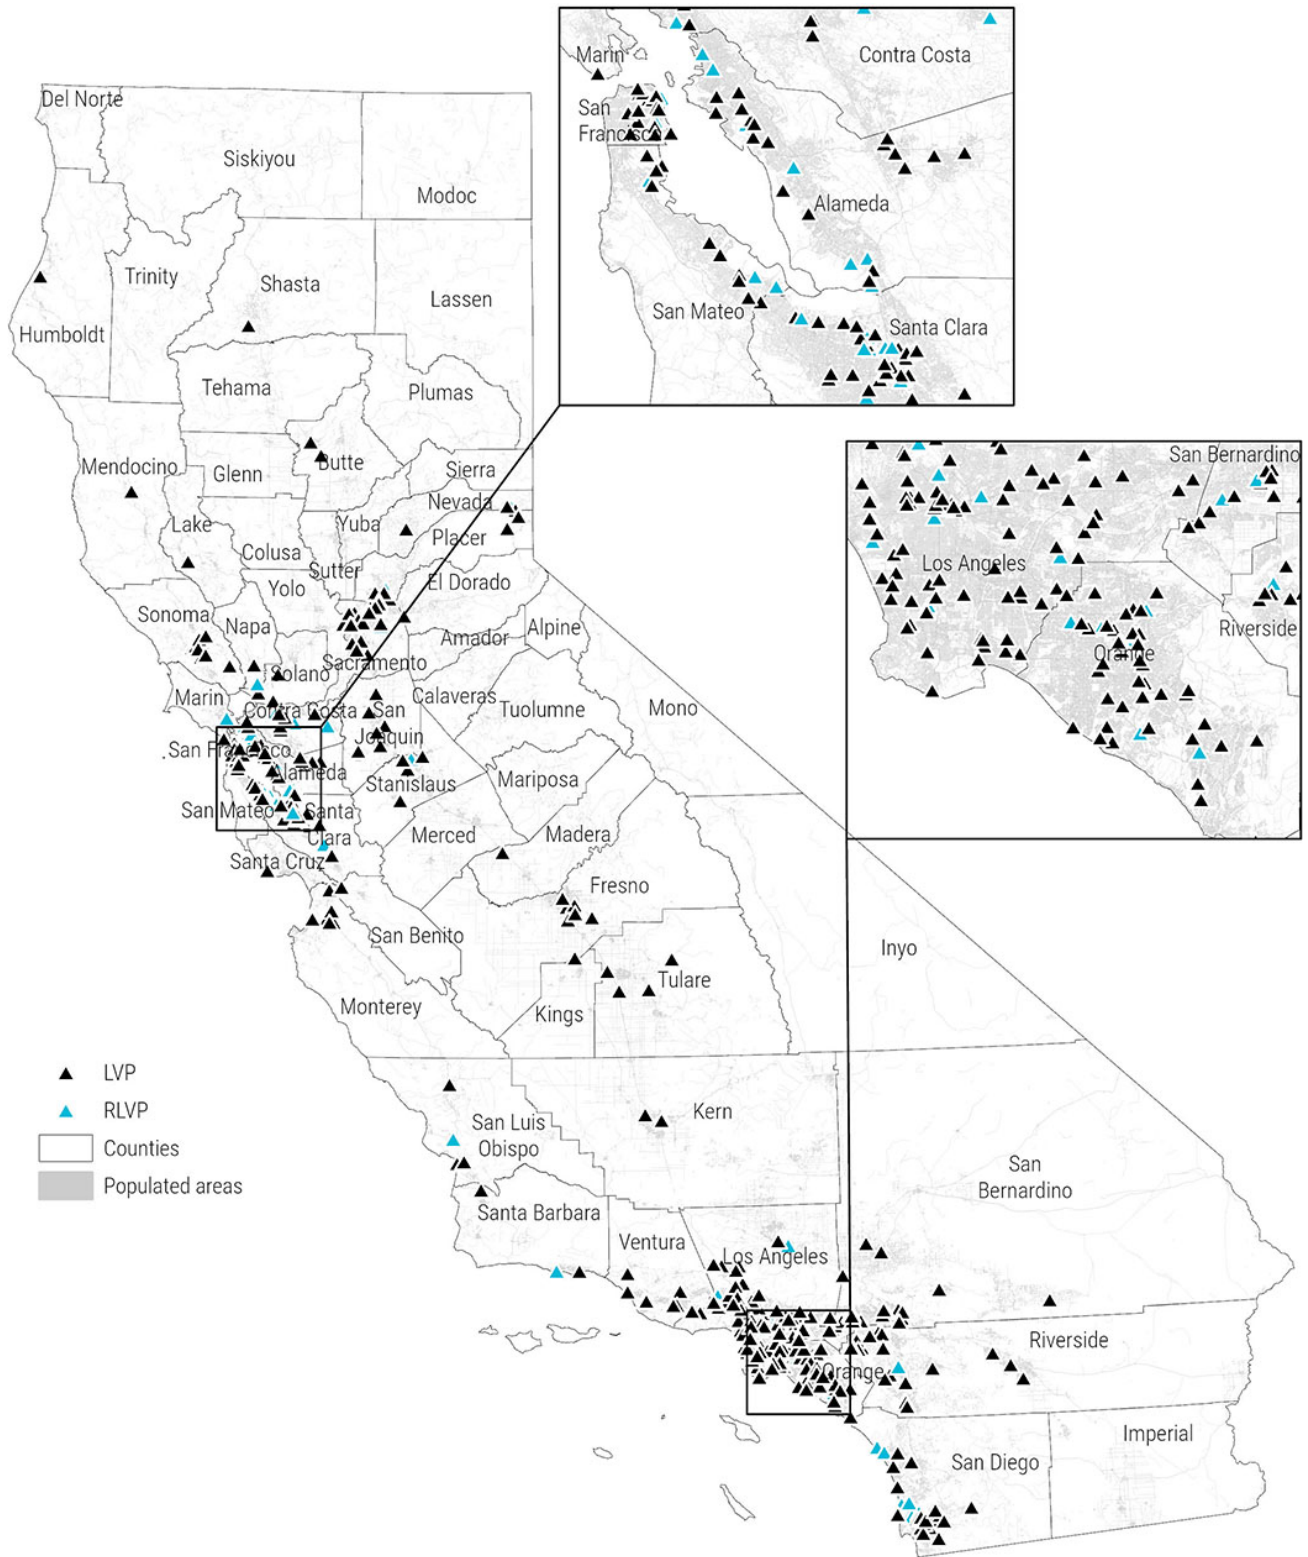 Marin
Contra Costa
San
Francisco
Alameda
San Mateo
Santa Clara
Del Norte
Siskiyou
Modoc
Trinity
Shasta
Lassen
Humboldt
Tehama
Plumas
Mendocino
Glenn
Butte
Sierra
Nevada
Lake
Colusa
Yuba
Placer
Sutter
Yolo
El Dorado
Sonoma
Napa
Amador
Alpine
Solano
Sacramento
Marin
Contra Costa
San
Joaquin
Calaveras
Tuolumne
Mono
San Francisco
Alameda
Stanislaus
Mariposa
San Mateo
Santa
Clara
Merced
Madera
Santa Cruz
Fresno
San Benito
Inyo
Monterey
Kings
Tulare
San Bernardino
Los Angeles
Orange
Riverside
LVP
RLVP
Counties
Populated areas
San Luis
Obispo
Kern
San
Bernardino
Santa Barbara
Ventura
Los Angeles
Orange
Riverside
San Diego
Imperial